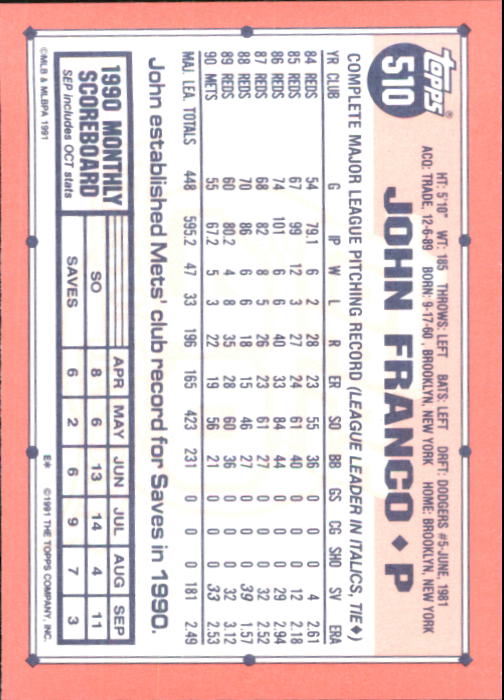 topps®
510
JOHN FRANCO ♦ P
HT: 5'10" WT: 185 THROWS: LEFT BATS: LEFT DRFT: DODGERS #5-JUNE, 1981
ACQ: TRADE, 12-6-89 BORN: 9-17-60, BROOKLYN, NEW YORK HOME: BROOKLYN, NEW YORK
COMPLETE MAJOR LEAGUE PITCHING RECORD (LEAGUE LEADER IN ITALICS, TIE♦)
YR CLUB G IP W L R ER SO BB GS CG SHO SV ERA
84 REDS 54 79.1 6 2 28 23 55 36 0 0 0 4 2.61
85 REDS 67 99 12 3 27 24 61 40 0 0 0 12 2.18
86 REDS 74 101 6 6 40 33 84 44 0 0 0 29 2.94
87 REDS 68 82 8 5 26 23 61 27 0 0 0 32 2.52
88 REDS 70 86 6 6 18 15 46 27 0 0 0 39 1.57
89 REDS 60 80.2 4 8 35 28 60 36 0 0 0 32 3.12
90 METS 55 67.2 5 3 22 19 56 21 0 0 0 33 2.53
MAJ. LEA. TOTALS 448 595.2 47 33 196 165 423 231 0 0 0 181 2.49
John established Mets' club record for Saves in 1990.
1990 MONTHLY
SCOREBOARD
SEP includes OCT stats
APR MAY JUN JUL AUG SEP
SO 8 6 13 14 4 11
SAVES 6 2 6 9 7 3
©MLB & MLBPA 1991 E* ©1991 THE TOPPS COMPANY, INC.